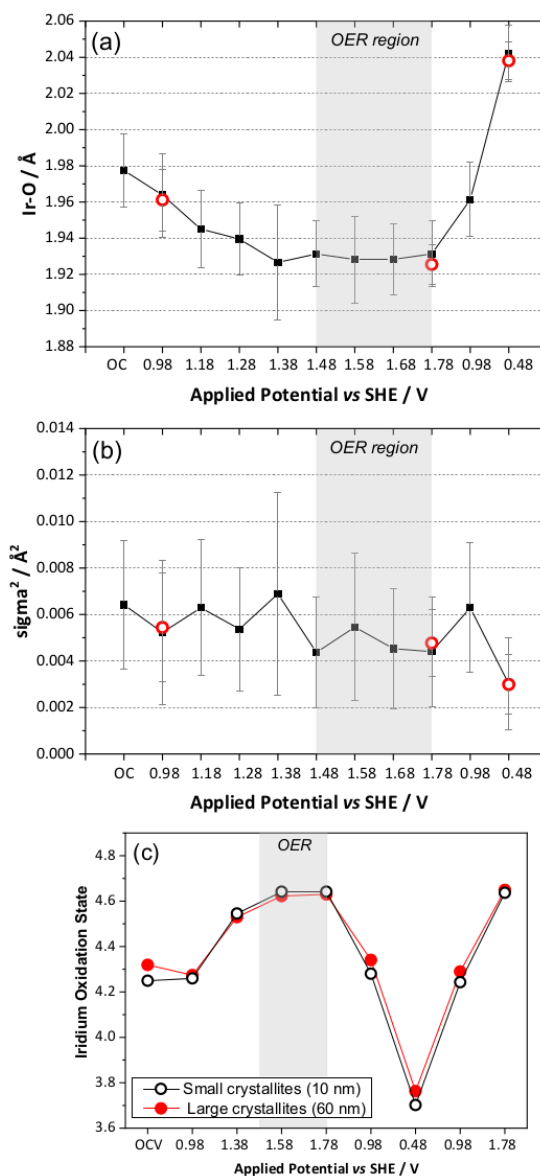 (a)
OER region
2.06
2.04
2.02
2.00
1.98
1.96
1.94
1.92
1.90
1.88
Ir-O / Å
OC 0.98 1.18 1.28 1.38 1.48 1.58 1.68 1.78 0.98 0.48
Applied Potential vs SHE / V
(b)
OER region
0.014
0.012
0.010
0.008
0.006
0.004
0.002
0.000
sigma² / Å²
OC 0.98 1.18 1.28 1.38 1.48 1.58 1.68 1.78 0.98 0.48
Applied Potential vs SHE / V
(c)
OER
4.8
4.6
4.4
4.2
4.0
3.8
3.6
Iridium Oxidation State
Small crystallites (10 nm)
Large crystallites (60 nm)
OCV 0.98 1.38 1.58 1.78 0.98 0.48 0.98 1.78
Applied Potential vs SHE / V